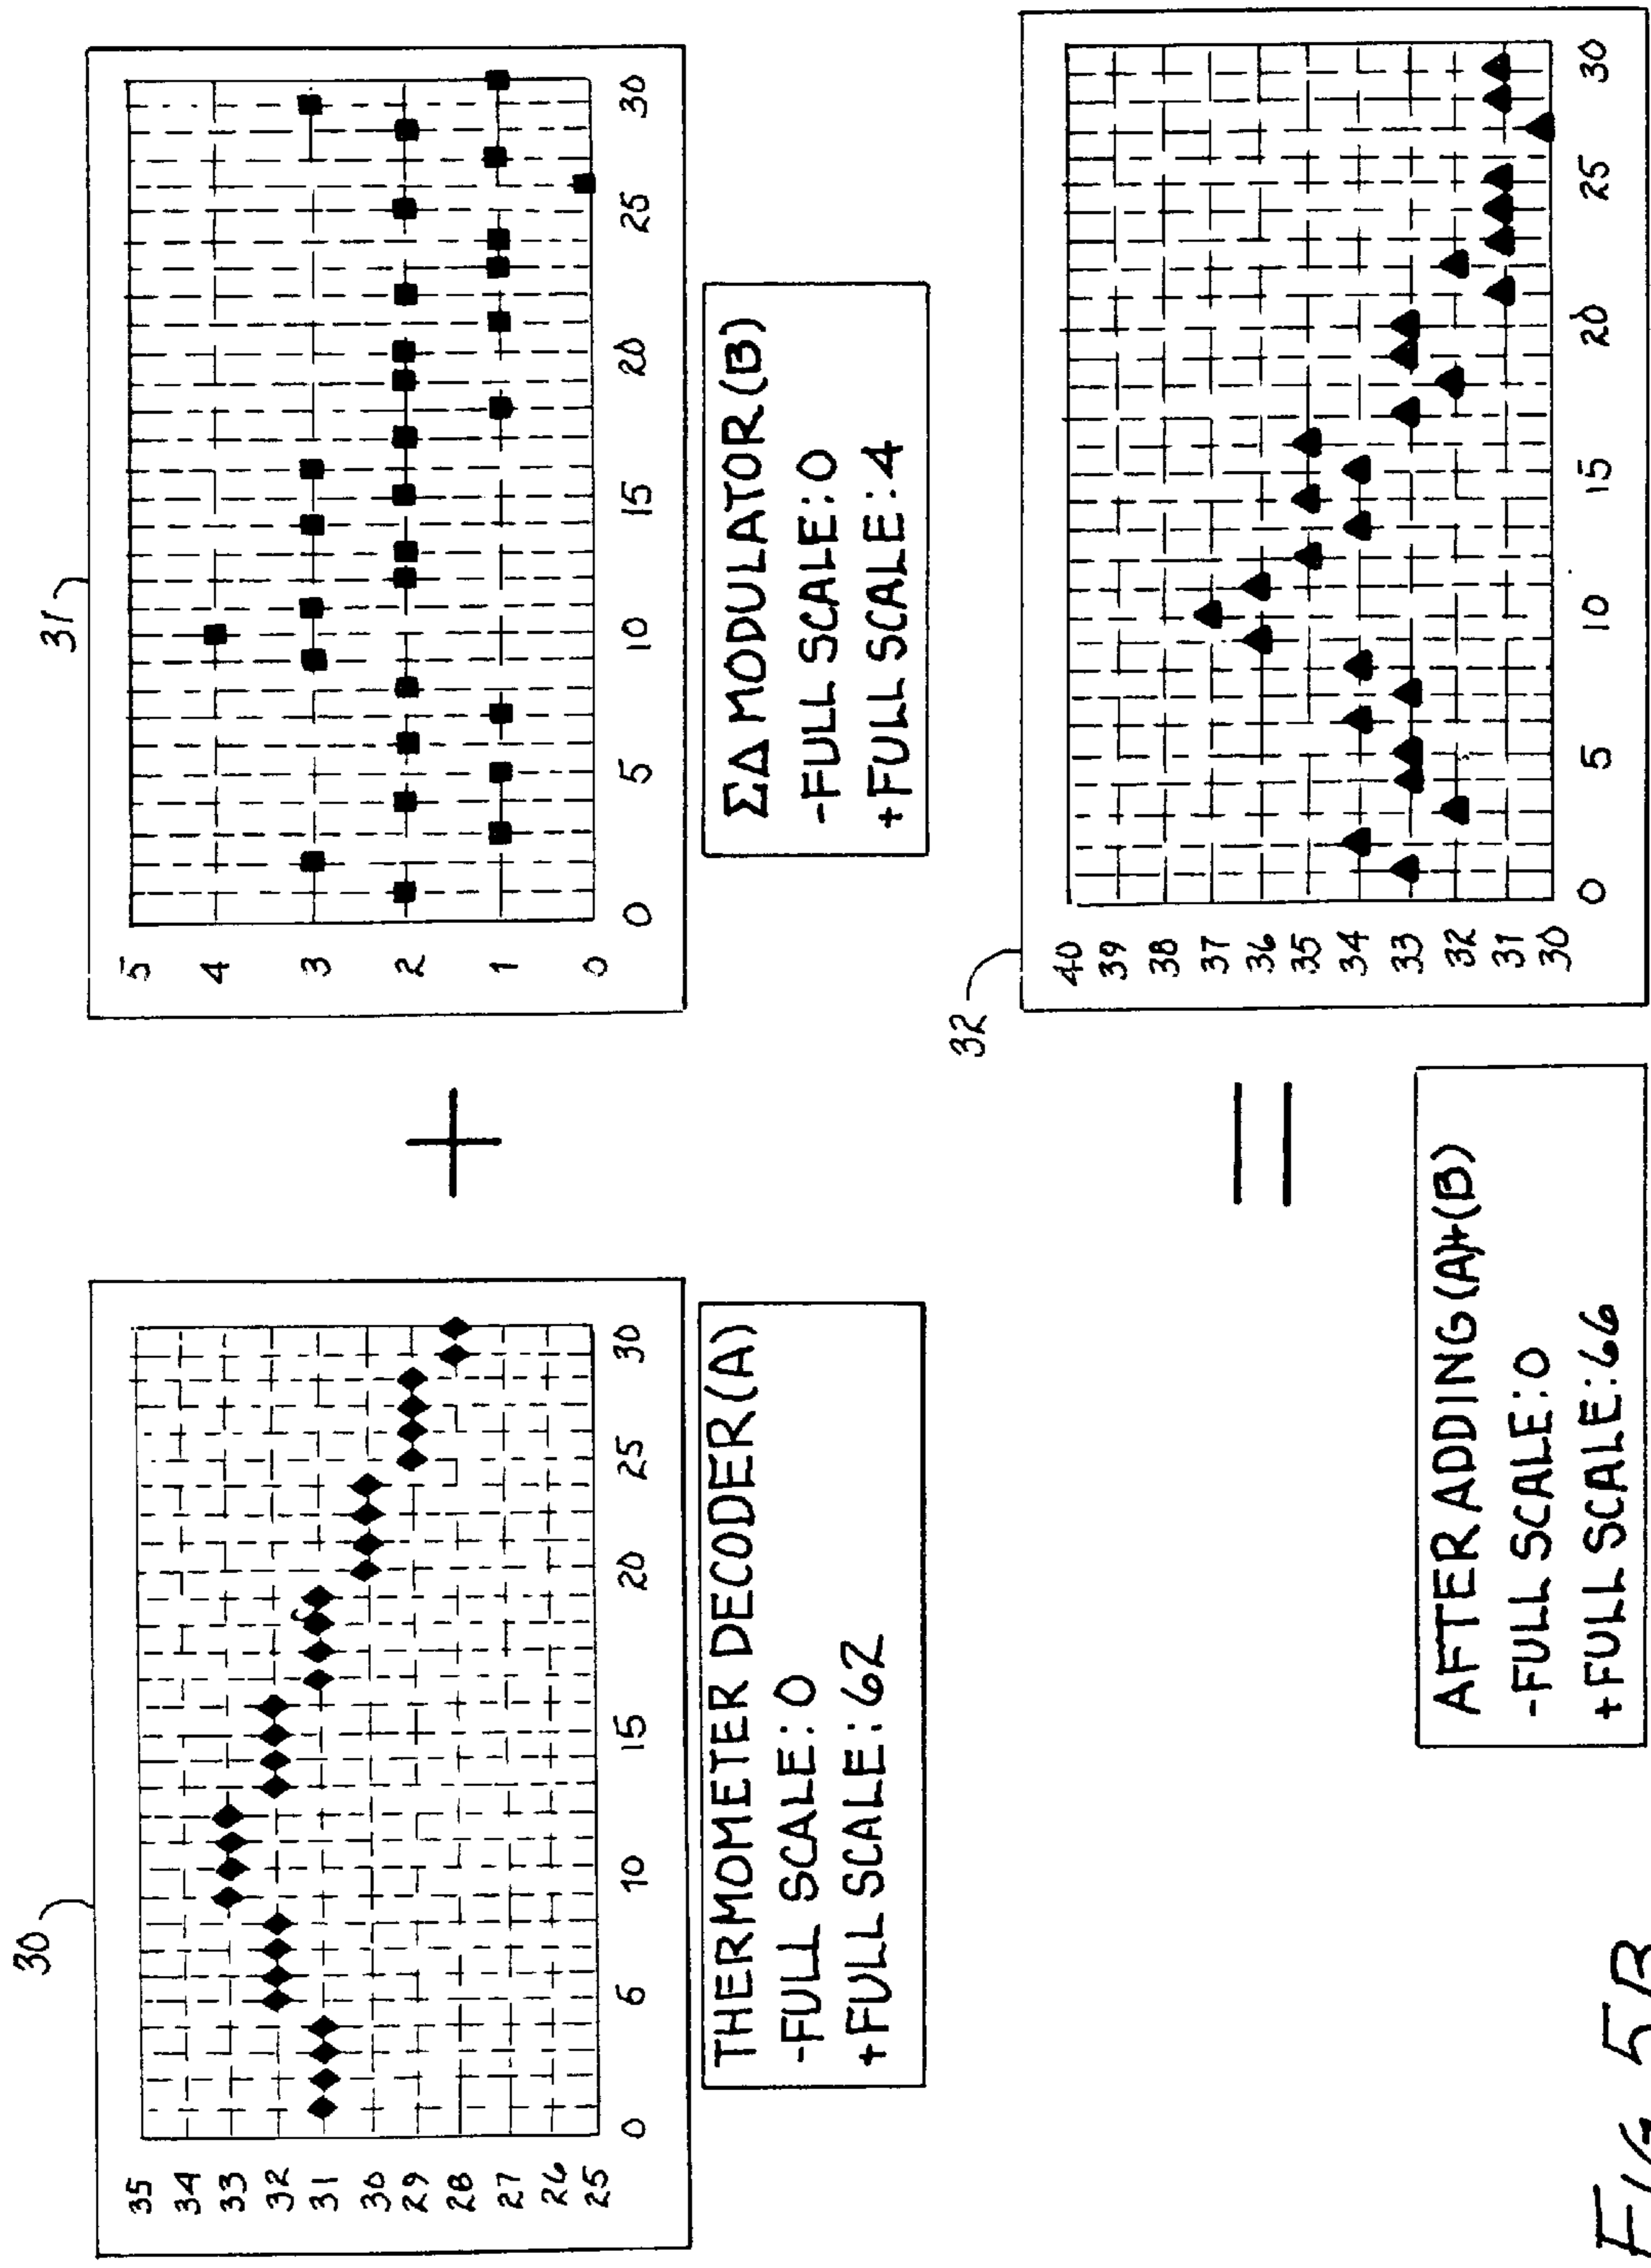 30
35
34
33
32
31
30
29
28
27
26
25
0 6 10 15 20 25 30
THERMOMETER DECODER(A)
-FULL SCALE:0
+FULL SCALE:62
+
31
5
4
3
2
1
0
0 5 10 15 20 25 30
ΣΔ MODULATOR(B)
-FULL SCALE:0
+FULL SCALE:4
=
AFTER ADDING(A)+(B)
-FULL SCALE:0
+FULL SCALE:66
32
40
39
38
37
36
35
34
33
32
31
30
0 5 10 15 20 25 30
FIG 5B